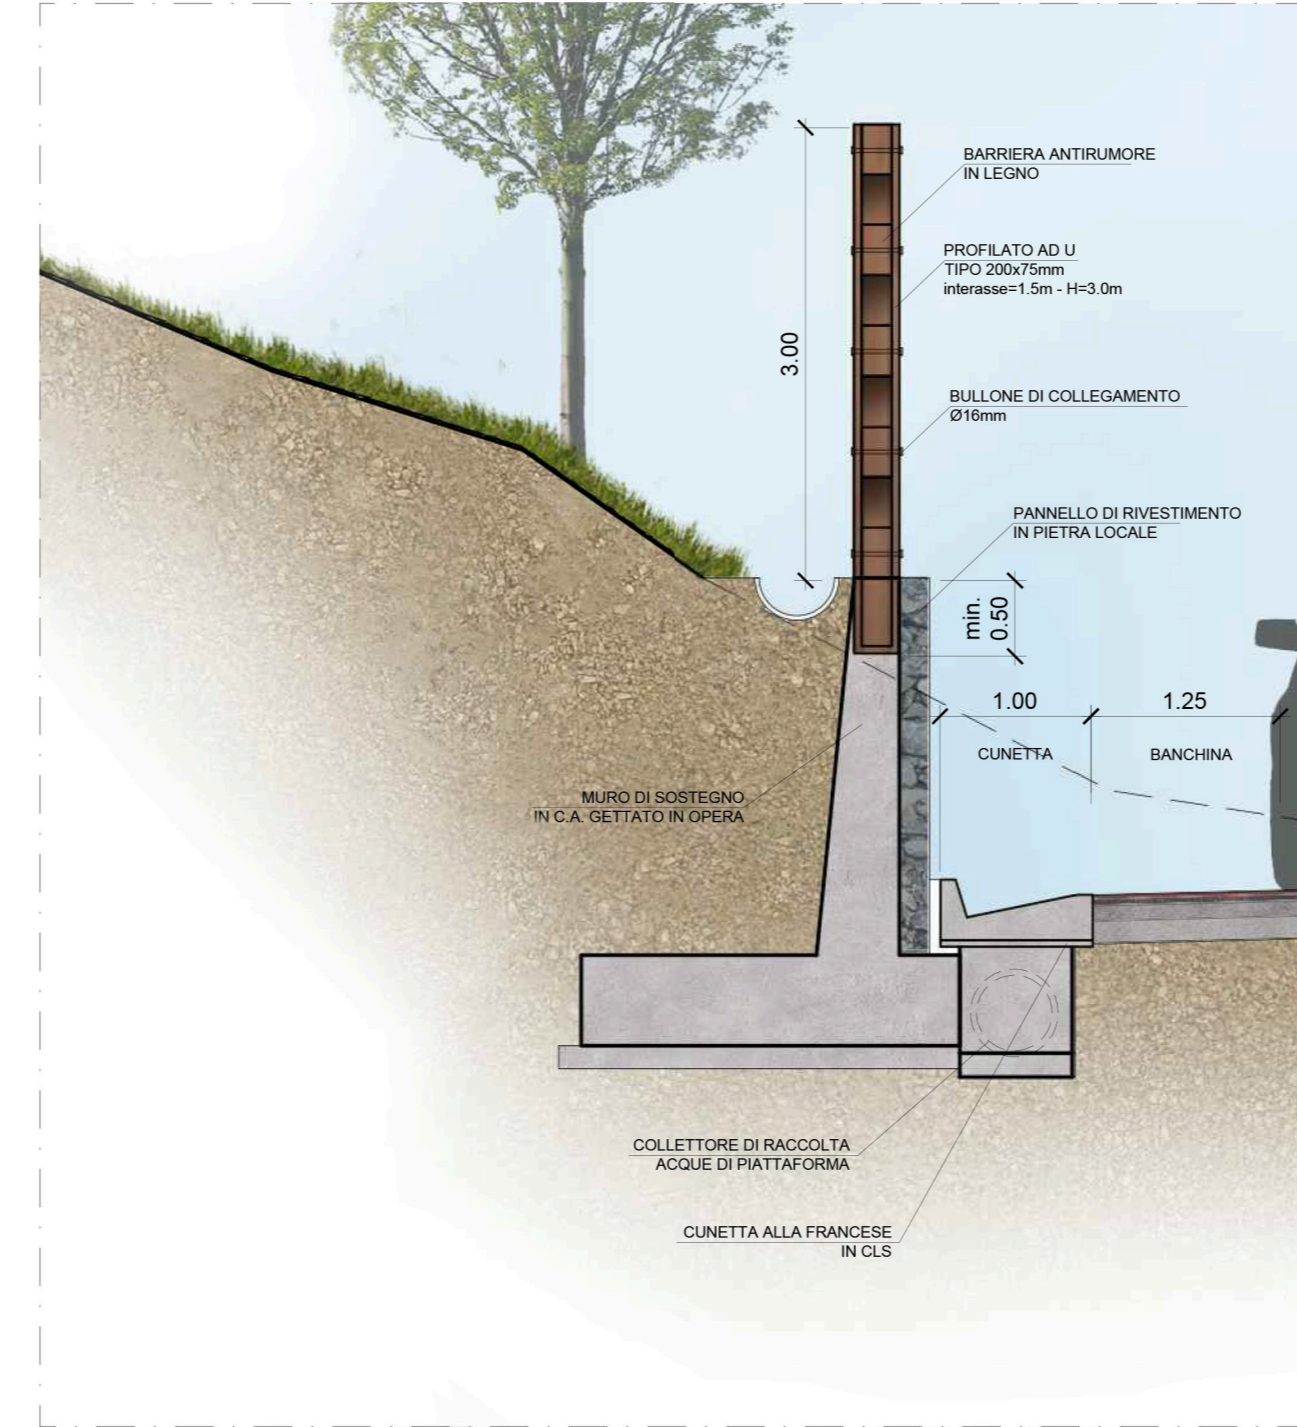 BARRIERA ANTIRUMORE
IN LEGNO
PROFILATO AD U
TIPO 200x75mm
interasse=1.5m - H=3.0m
3.00
BULLONE DI COLLEGAMENTO
Ø16mm
PANNELLO DI RIVESTIMENTO
IN PIETRA LOCALE
min.
0.50
1.00
1.25
CUNETTA
BANCHINA
MURO DI SOSTEGNO
IN C.A. GETTATO IN OPERA
COLLETTORE DI RACCOLTA
ACQUE DI PIATTAFORMA
CUNETTA ALLA FRANCESE
IN CLS